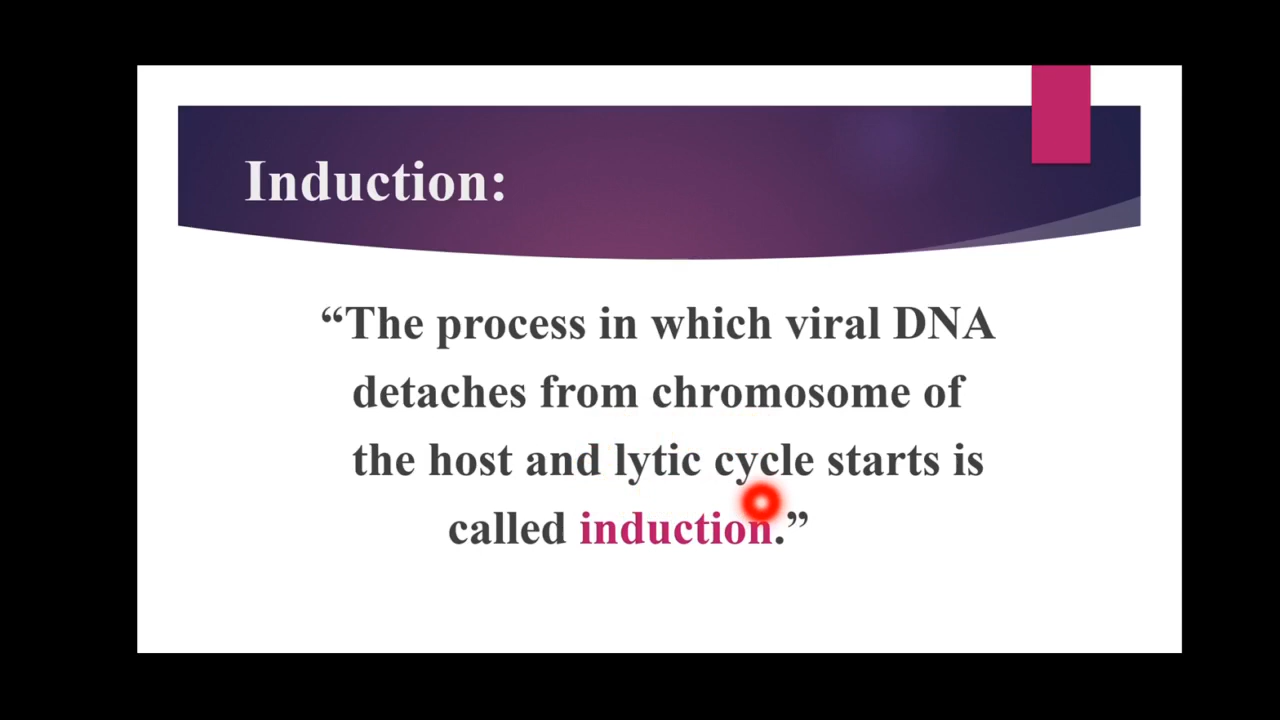 Induction:
“The process in which viral DNA
detaches from chromosome of
the host and lytic cycle starts is
called induction.”